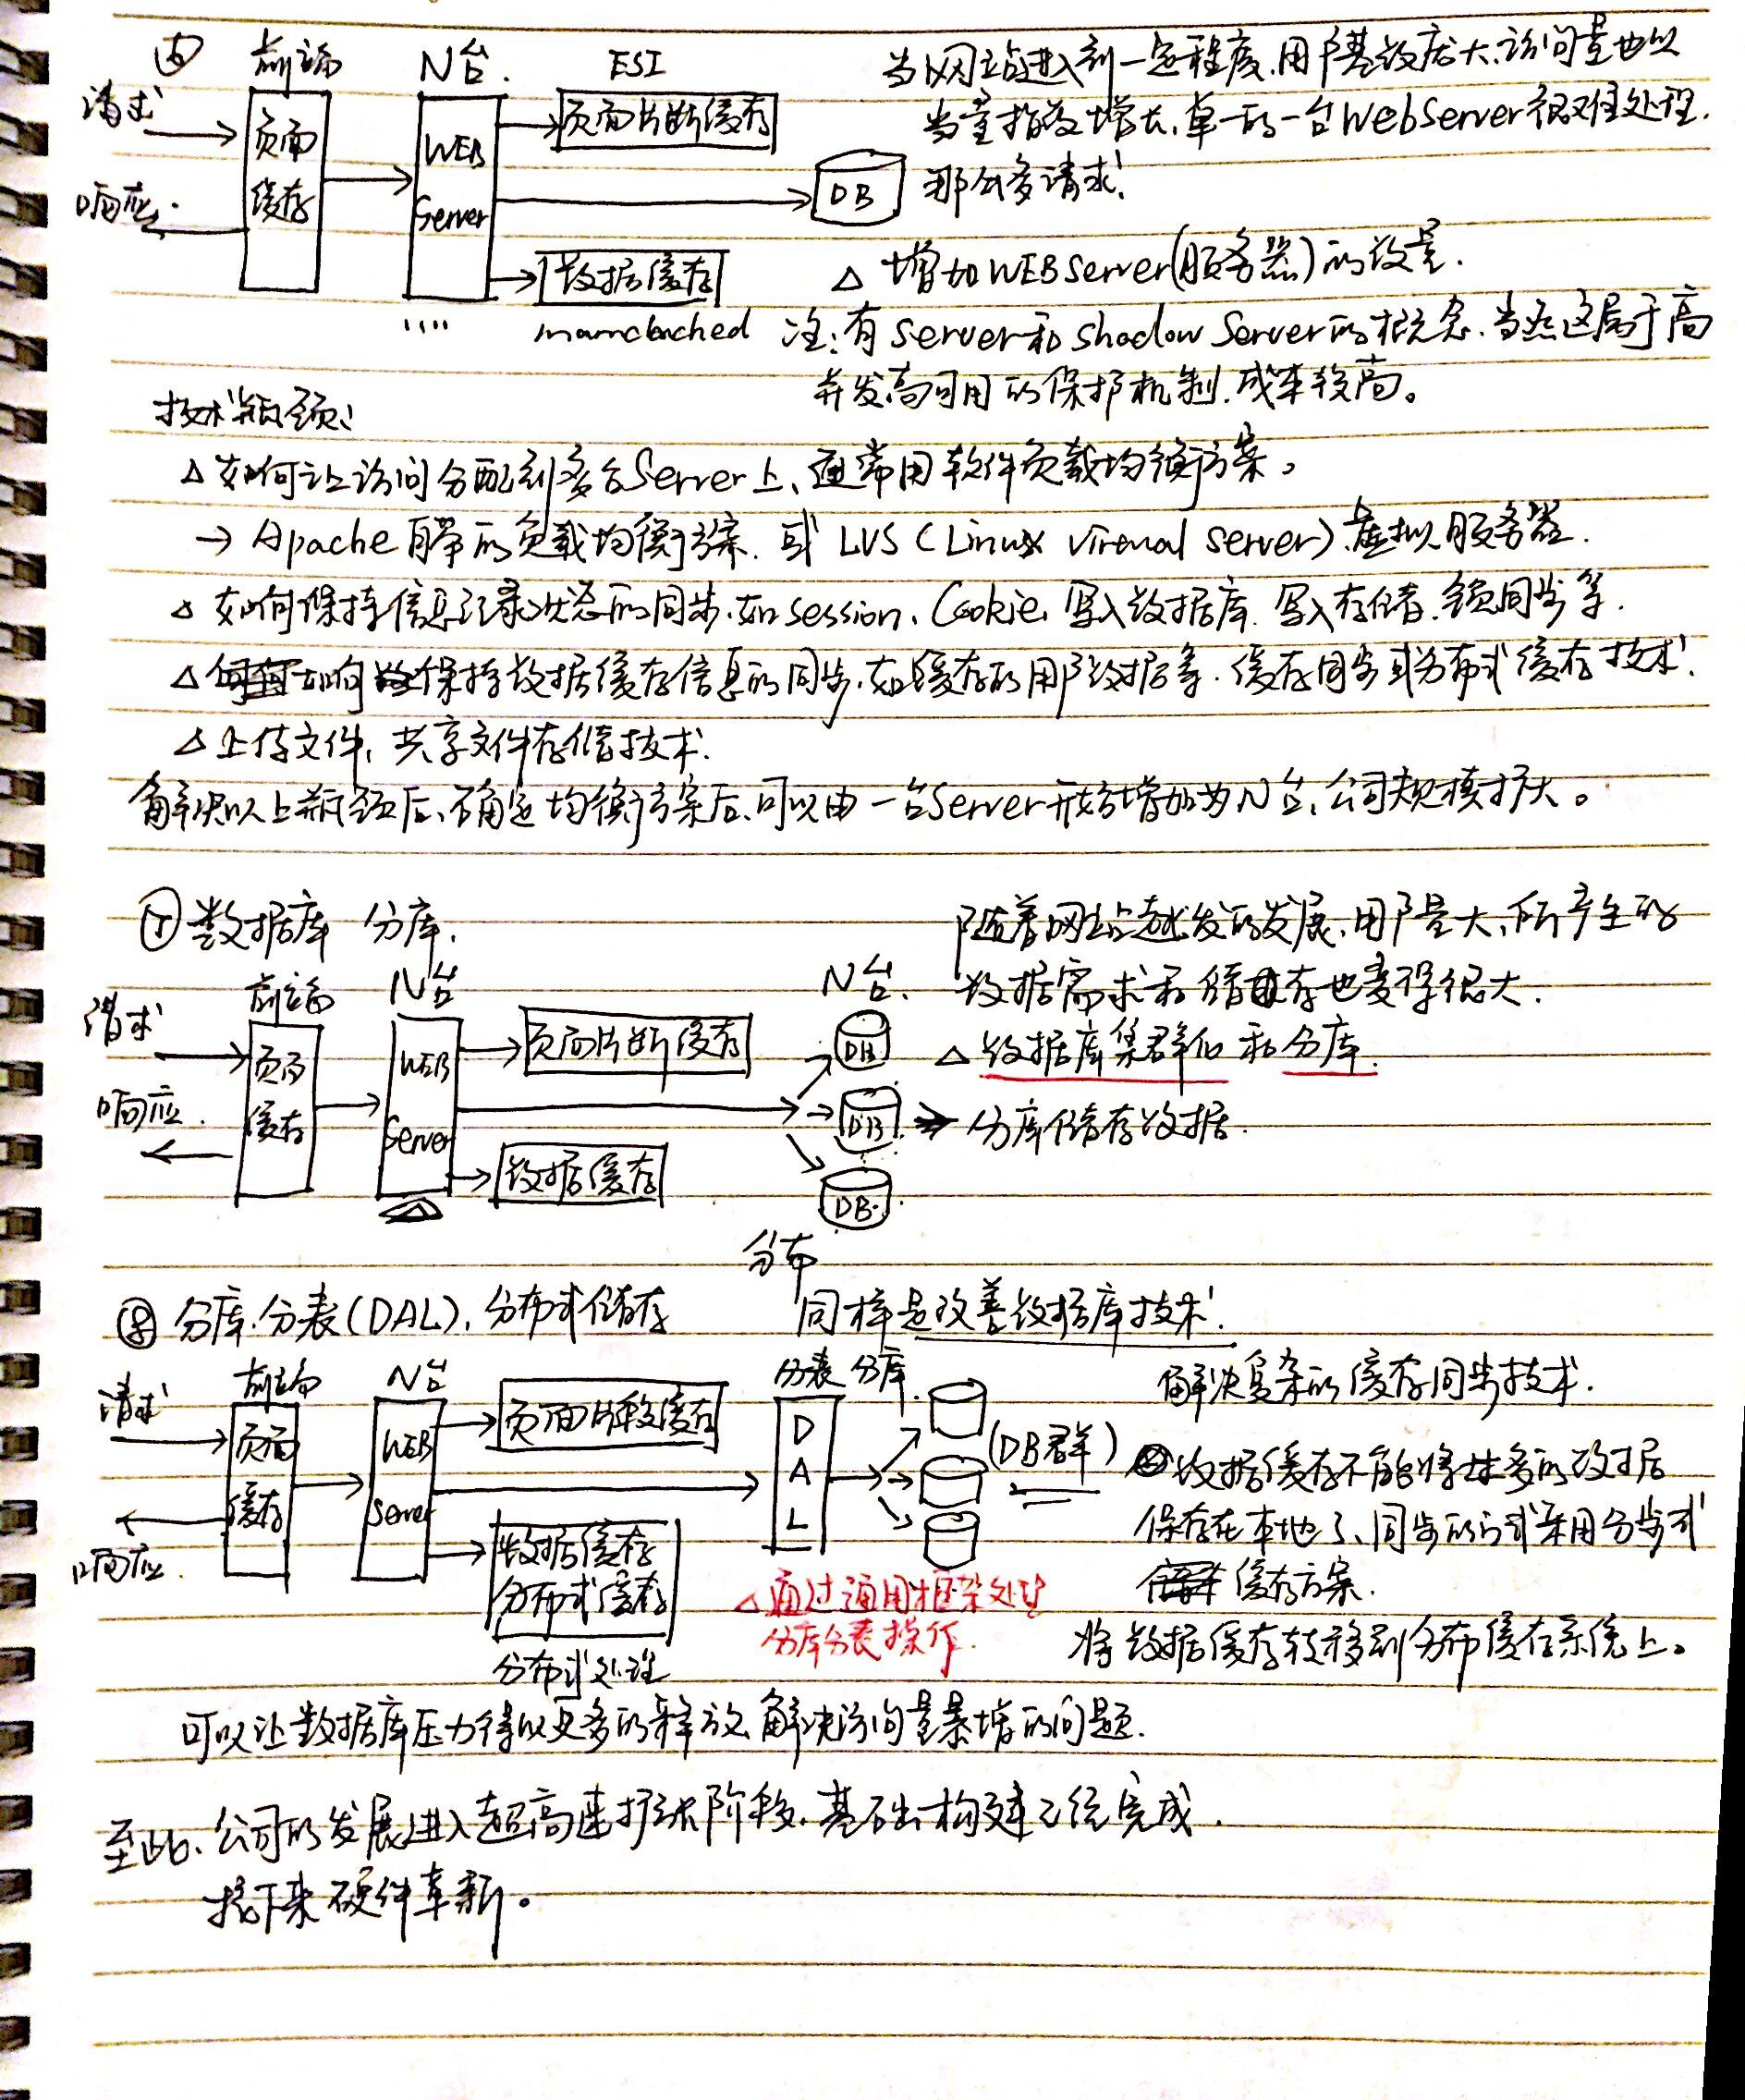 前端 N台. ESI
请求
页面缓存
WEB Server
页面片断缓存
DB
响应.
数据缓存
mamcbached
当网站进入到一定程度.用户基数庞大.访问量也以
当量指数增长.单一的一台WebServer很难处理.
那么多请求.
△ 增加WEB Server(服务器)的数量.
注:有server和shadow Server的概念.当然这属于高
并发高可用的保护机制.成本较高。
技术瓶颈:
△ 如何让访问分配到多台Server上、通常用软件负载均衡方案。
→ Apache自带的负载均衡方案. 或 LVS (Linux Virtual server).虚拟服务器.
△ 如何保持信息记录状态的同步.如session、Cookie.写入数据库.写入存储.锁同步等.
△ 如何保持数据缓存信息的同步.如缓存的用户数据等.缓存同步或分布式缓存技术.
△ 上传文件, 共享文件存储技术.
解决以上瓶颈后、确定均衡方案后.可以由一台Server开始增加为N台,公司规模扩大。
⑦ 数据库 分库.
随着网站越发的发展,用户量大,所产生的
数据需求和储存也变得很大.
前端 N台 N台.
请求
页面缓存
WEB Server
页面片断缓存
DB
DB
DB.
响应.
数据缓存
△ 数据库集群化和分库.
分库储存数据.
分布
⑧ 分库.分表(DAL), 分布式储存
同样是改善数据库技术.
前端 N台 分表 分库.
请求
页面缓存
WEB Server
页面片段缓存
DAL
(DB群)
响应.
数据缓存
分布式缓存
分布式处理
△ 通过通用框架处理
分库分表操作.
解决复杂的缓存同步技术.
数据缓存不能将太多的数据
保存在本地了、同步的方式采用分步式
缓存方案.
将数据缓存转移到分布缓存系统上。
可以让数据库压力得以更多的释放.解决访问量暴增的问题.
至此、公司的发展进入超高速扩张阶段.基础构建已经完成.
接下来硬件革新。